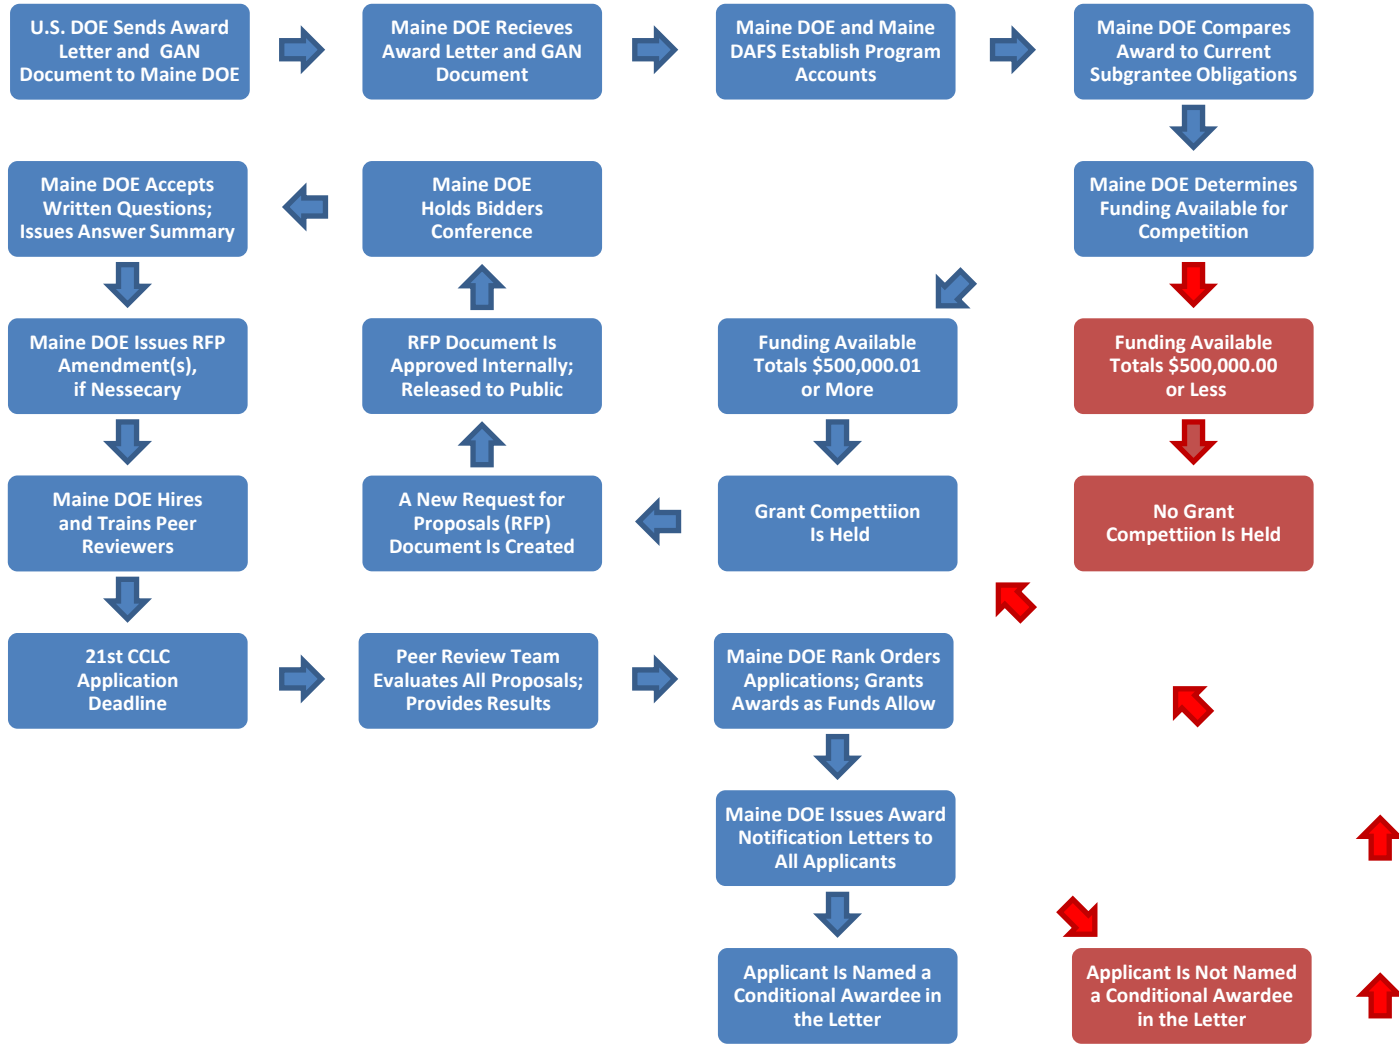 U.S. DOE Sends Award
Letter and GAN
Document to Maine DOE
Maine DOE Recieves
Award Letter and GAN
Document
Maine DOE and Maine
DAFS Establish Program
Accounts
Maine DOE Compares
Award to Current
Subgrantee Obligations
Maine DOE Determines
Funding Available for
Competition
Funding Available
Totals $500,000.00
or Less
No Grant
Compettiion Is Held
Funding Available
Totals $500,000.01
or More
Grant Compettiion
Is Held
A New Request for
Proposals (RFP)
Document Is Created
RFP Document Is
Approved Internally;
Released to Public
Maine DOE
Holds Bidders
Conference
Maine DOE Accepts
Written Questions;
Issues Answer Summary
Maine DOE Issues RFP
Amendment(s),
if Nessecary
Maine DOE Hires
and Trains Peer
Reviewers
21st CCLC
Application
Deadline
Peer Review Team
Evaluates All Proposals;
Provides Results
Maine DOE Rank Orders
Applications; Grants
Awards as Funds Allow
Maine DOE Issues Award
Notification Letters to
All Applicants
Applicant Is Named a
Conditional Awardee in
the Letter
Applicant Is Not Named
a Conditional Awardee
in the Letter